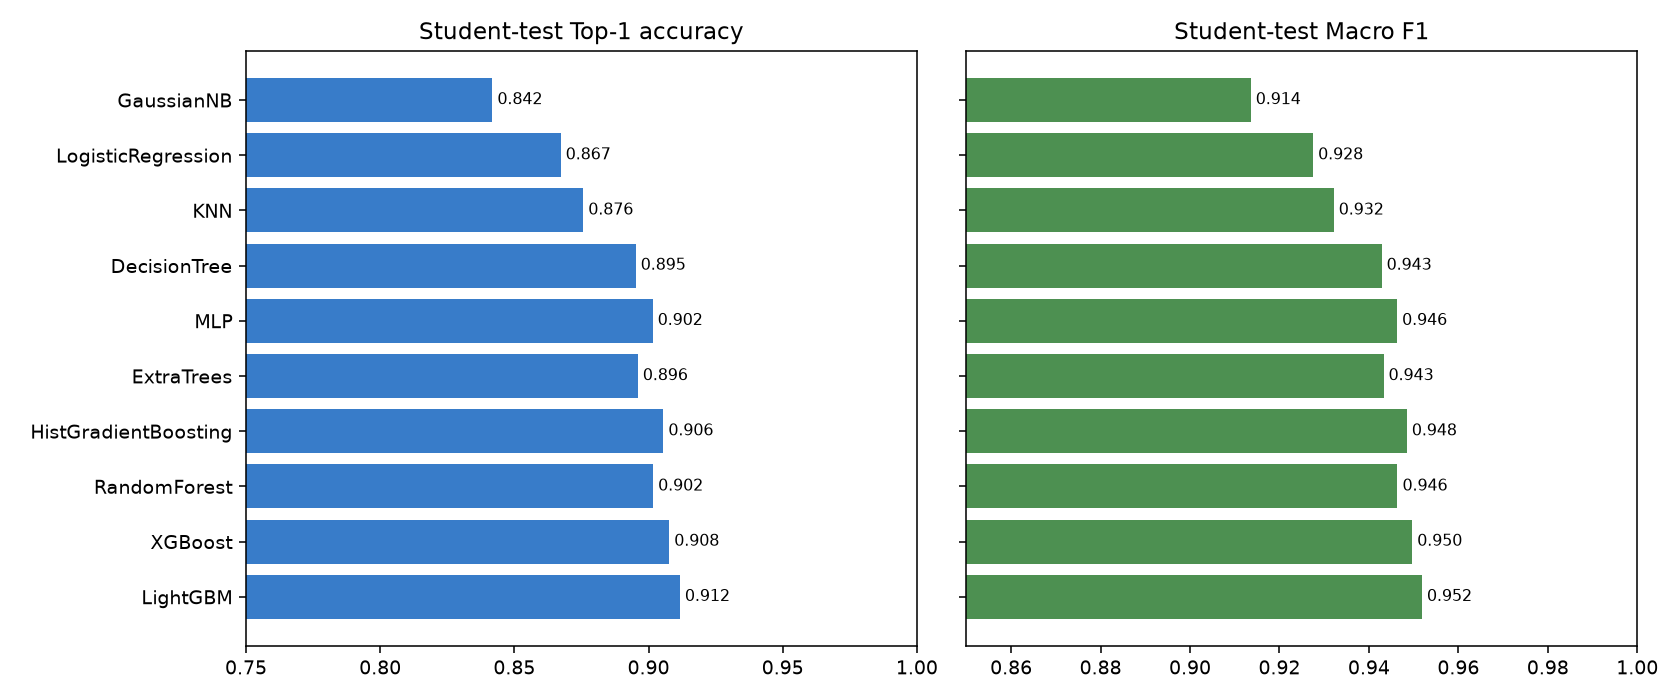 Student-test Top-1 accuracy
GaussianNB 0.842
LogisticRegression 0.867
KNN 0.876
DecisionTree 0.895
MLP 0.902
ExtraTrees 0.896
HistGradientBoosting 0.906
RandomForest 0.902
XGBoost 0.908
LightGBM 0.912
0.75 0.80 0.85 0.90 0.95 1.00
Student-test Macro F1
0.914
0.928
0.932
0.943
0.946
0.943
0.948
0.946
0.950
0.952
0.86 0.88 0.90 0.92 0.94 0.96 0.98 1.00